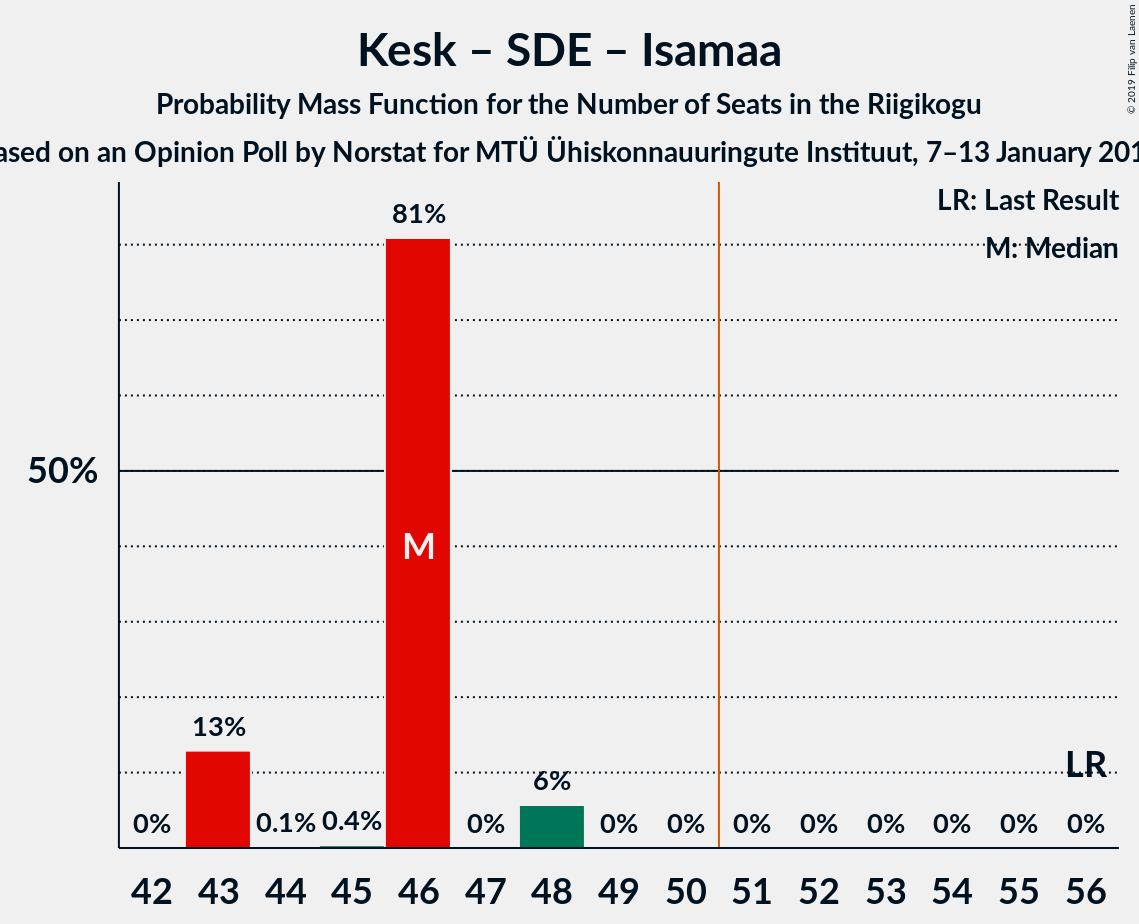 Kesk – SDE – Isamaa
Probability Mass Function for the Number of Seats in the Riigikogu
ased on an Opinion Poll by Norstat for MTÜ Ühiskonnauuringute Instituut, 7–13 January 201
© 2019 Filip van Laenen
LR: Last Result
M: Median
81%
50%
M
13%
LR
6%
0% 0.1% 0.4% 0% 0% 0% 0% 0% 0% 0% 0% 0%
42 43 44 45 46 47 48 49 50 51 52 53 54 55 56